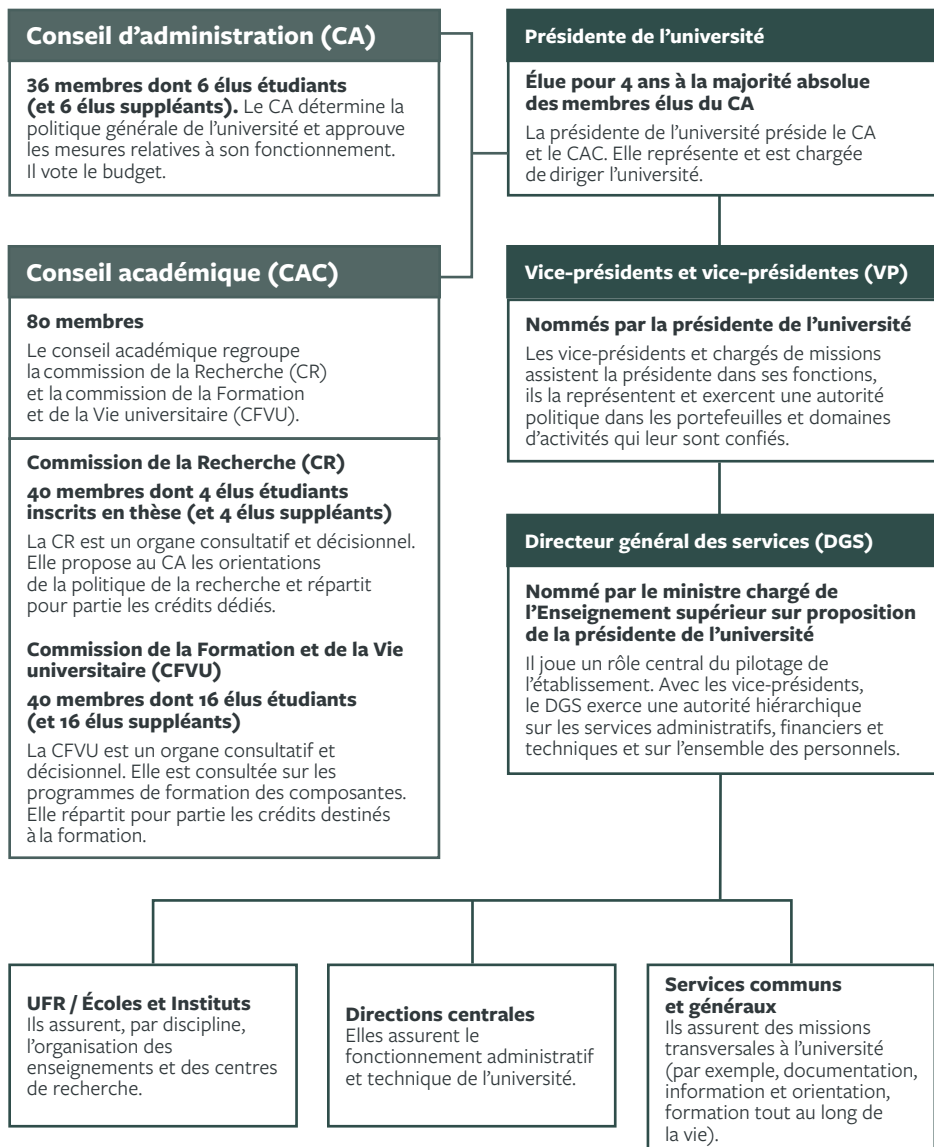 Conseil d’administration (CA)
36 membres dont 6 élus étudiants
(et 6 élus suppléants). Le CA détermine la
politique générale de l’université et approuve
les mesures relatives à son fonctionnement.
Il vote le budget.
Présidente de l’université
Élue pour 4 ans à la majorité absolue
des membres élus du CA
La présidente de l’université préside le CA
et le CAC. Elle représente et est chargée
de diriger l’université.
Conseil académique (CAC)
80 membres
Le conseil académique regroupe
la commission de la Recherche (CR)
et la commission de la Formation
et de la Vie universitaire (CFVU).
Commission de la Recherche (CR)
40 membres dont 4 élus étudiants
inscrits en thèse (et 4 élus suppléants)
La CR est un organe consultatif et décisionnel.
Elle propose au CA les orientations
de la politique de la recherche et répartit
pour partie les crédits dédiés.
Commission de la Formation et de la Vie
universitaire (CFVU)
40 membres dont 16 élus étudiants
(et 16 élus suppléants)
La CFVU est un organe consultatif et
décisionnel. Elle est consultée sur les
programmes de formation des composantes.
Elle répartit pour partie les crédits destinés
à la formation.
Vice-présidents et vice-présidentes (VP)
Nommés par la présidente de l’université
Les vice-présidents et chargés de missions
assistent la présidente dans ses fonctions,
ils la représentent et exercent une autorité
politique dans les portefeuilles et domaines
d’activités qui leur sont confiés.
Directeur général des services (DGS)
Nommé par le ministre chargé de
l’Enseignement supérieur sur proposition
de la présidente de l’université
Il joue un rôle central du pilotage de
l’établissement. Avec les vice-présidents,
le DGS exerce une autorité hiérarchique
sur les services administratifs, financiers et
techniques et sur l’ensemble des personnels.
UFR / Écoles et Instituts
Ils assurent, par discipline,
l’organisation des
enseignements et des centres
de recherche.
Directions centrales
Elles assurent le
fonctionnement administratif
et technique de l’université.
Services communs
et généraux
Ils assurent des missions
transversales à l’université
(par exemple, documentation,
information et orientation,
formation tout au long de
la vie).